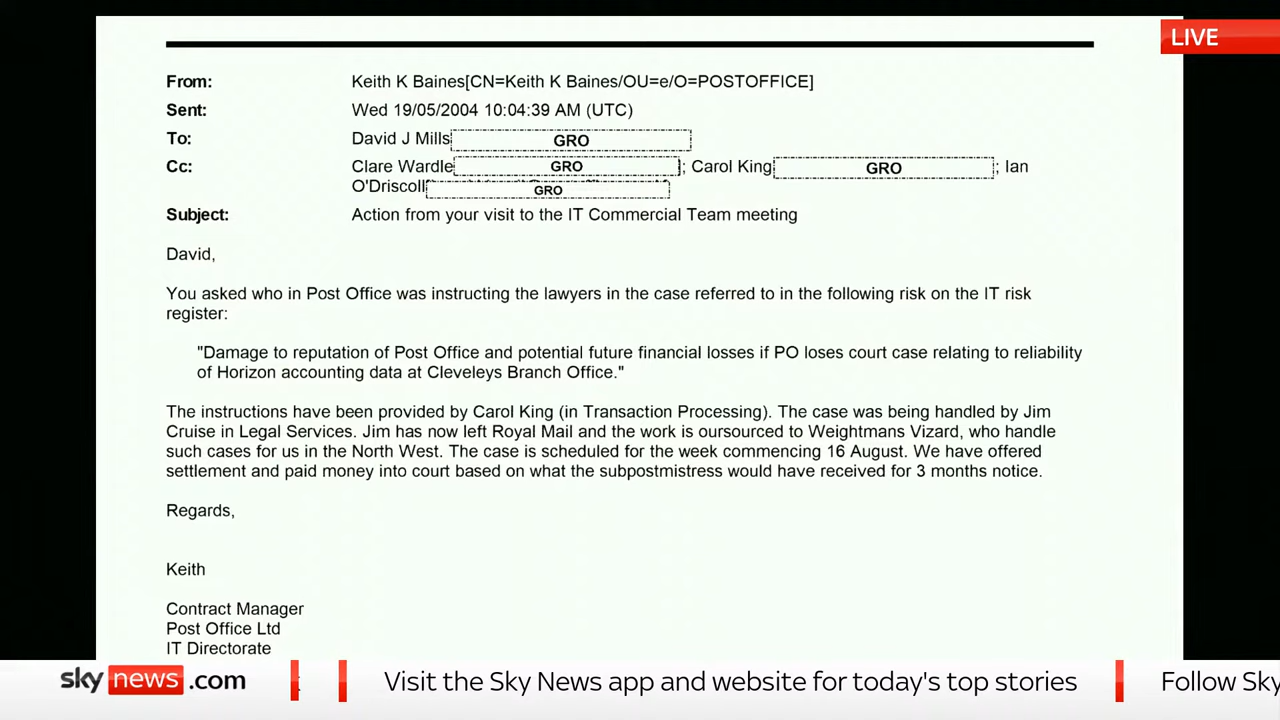 LIVE
From: Keith K Baines[CN=Keith K Baines/OU=e/O=POSTOFFICE]
Sent: Wed 19/05/2004 10:04:39 AM (UTC)
To: David J Mills GRO
Cc: Clare Wardle GRO ; Carol King GRO ; Ian
O'Driscoll GRO
Subject: Action from your visit to the IT Commercial Team meeting
David,
You asked who in Post Office was instructing the lawyers in the case referred to in the following risk on the IT risk
register:
"Damage to reputation of Post Office and potential future financial losses if PO loses court case relating to reliability
of Horizon accounting data at Cleveleys Branch Office."
The instructions have been provided by Carol King (in Transaction Processing). The case was being handled by Jim
Cruise in Legal Services. Jim has now left Royal Mail and the work is oursourced to Weightmans Vizard, who handle
such cases for us in the North West. The case is scheduled for the week commencing 16 August. We have offered
settlement and paid money into court based on what the subpostmistress would have received for 3 months notice.
Regards,
Keith
Contract Manager
Post Office Ltd
IT Directorate
sky news .com Visit the Sky News app and website for today's top stories Follow Sky